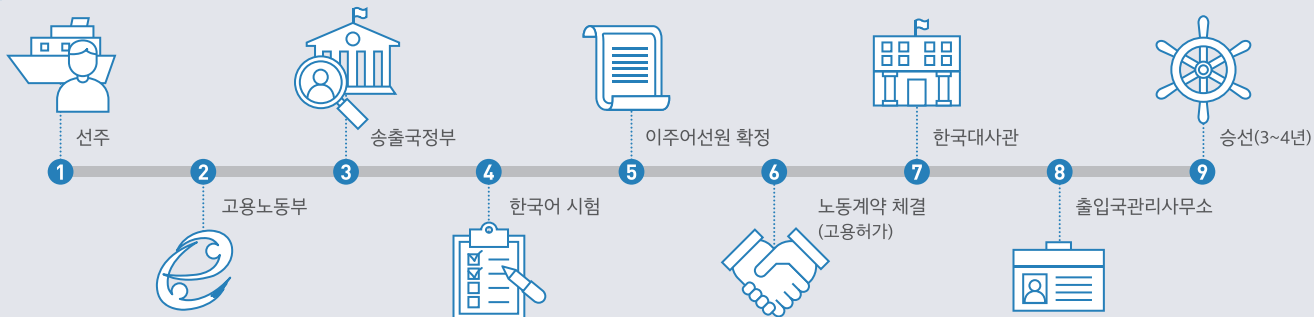 1 선주
2 고용노동부
3 송출국정부
4 한국어 시험
5 이주어선원 확정
6 노동계약 체결
(고용허가)
7 한국대사관
8 출입국관리사무소
9 승선(3~4년)